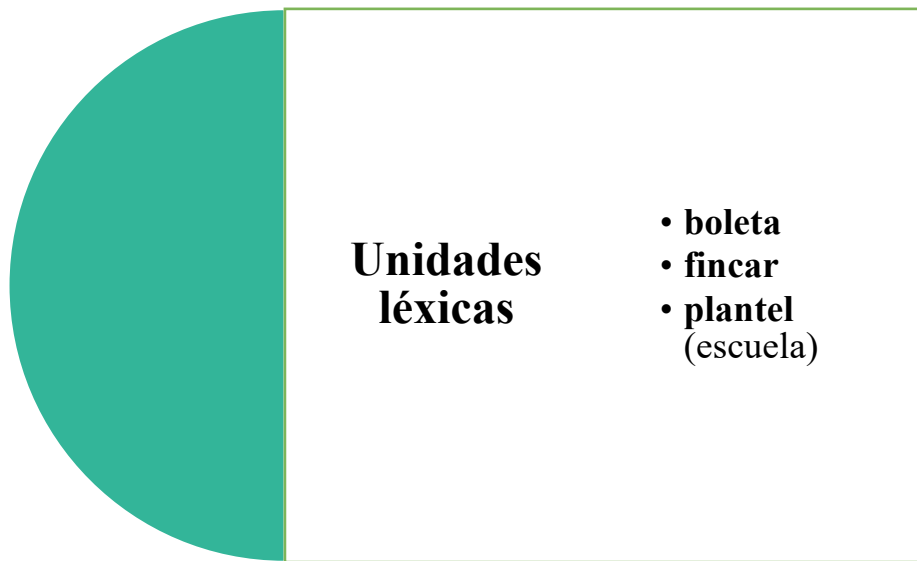 Unidades
léxicas
• boleta
• fincar
• plantel
(escuela)